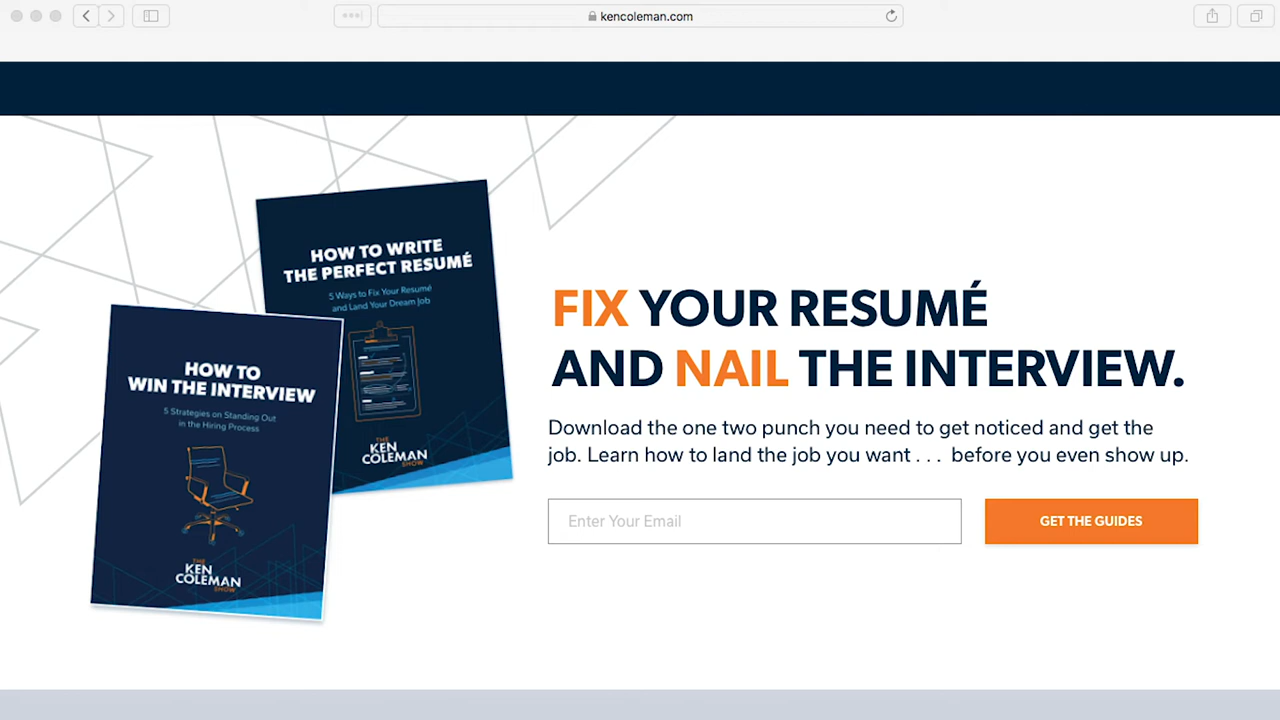 kencoleman.com
HOW TO WRITE
THE PERFECT RESUMÉ
5 Ways to Fix Your Resumé
and Land Your Dream Job
THE
KEN
COLEMAN
SHOW
HOW TO
WIN THE INTERVIEW
5 Strategies on Standing Out
in the Hiring Process
THE
KEN
COLEMAN
SHOW
FIX YOUR RESUMÉ
AND NAIL THE INTERVIEW.
Download the one two punch you need to get noticed and get the
job. Learn how to land the job you want . . . before you even show up.
Enter Your Email
GET THE GUIDES